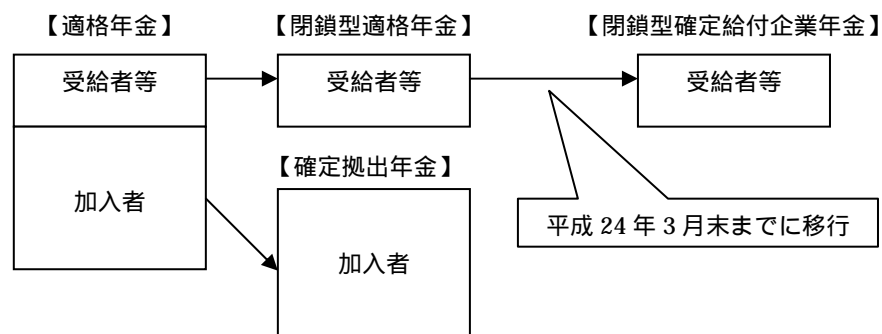 【適格年金】
【閉鎖型適格年金】
【閉鎖型確定給付企業年金】
受給者等
受給者等
受給者等
加入者
【確定拠出年金】
加入者
平成 24 年 3 月末までに移行